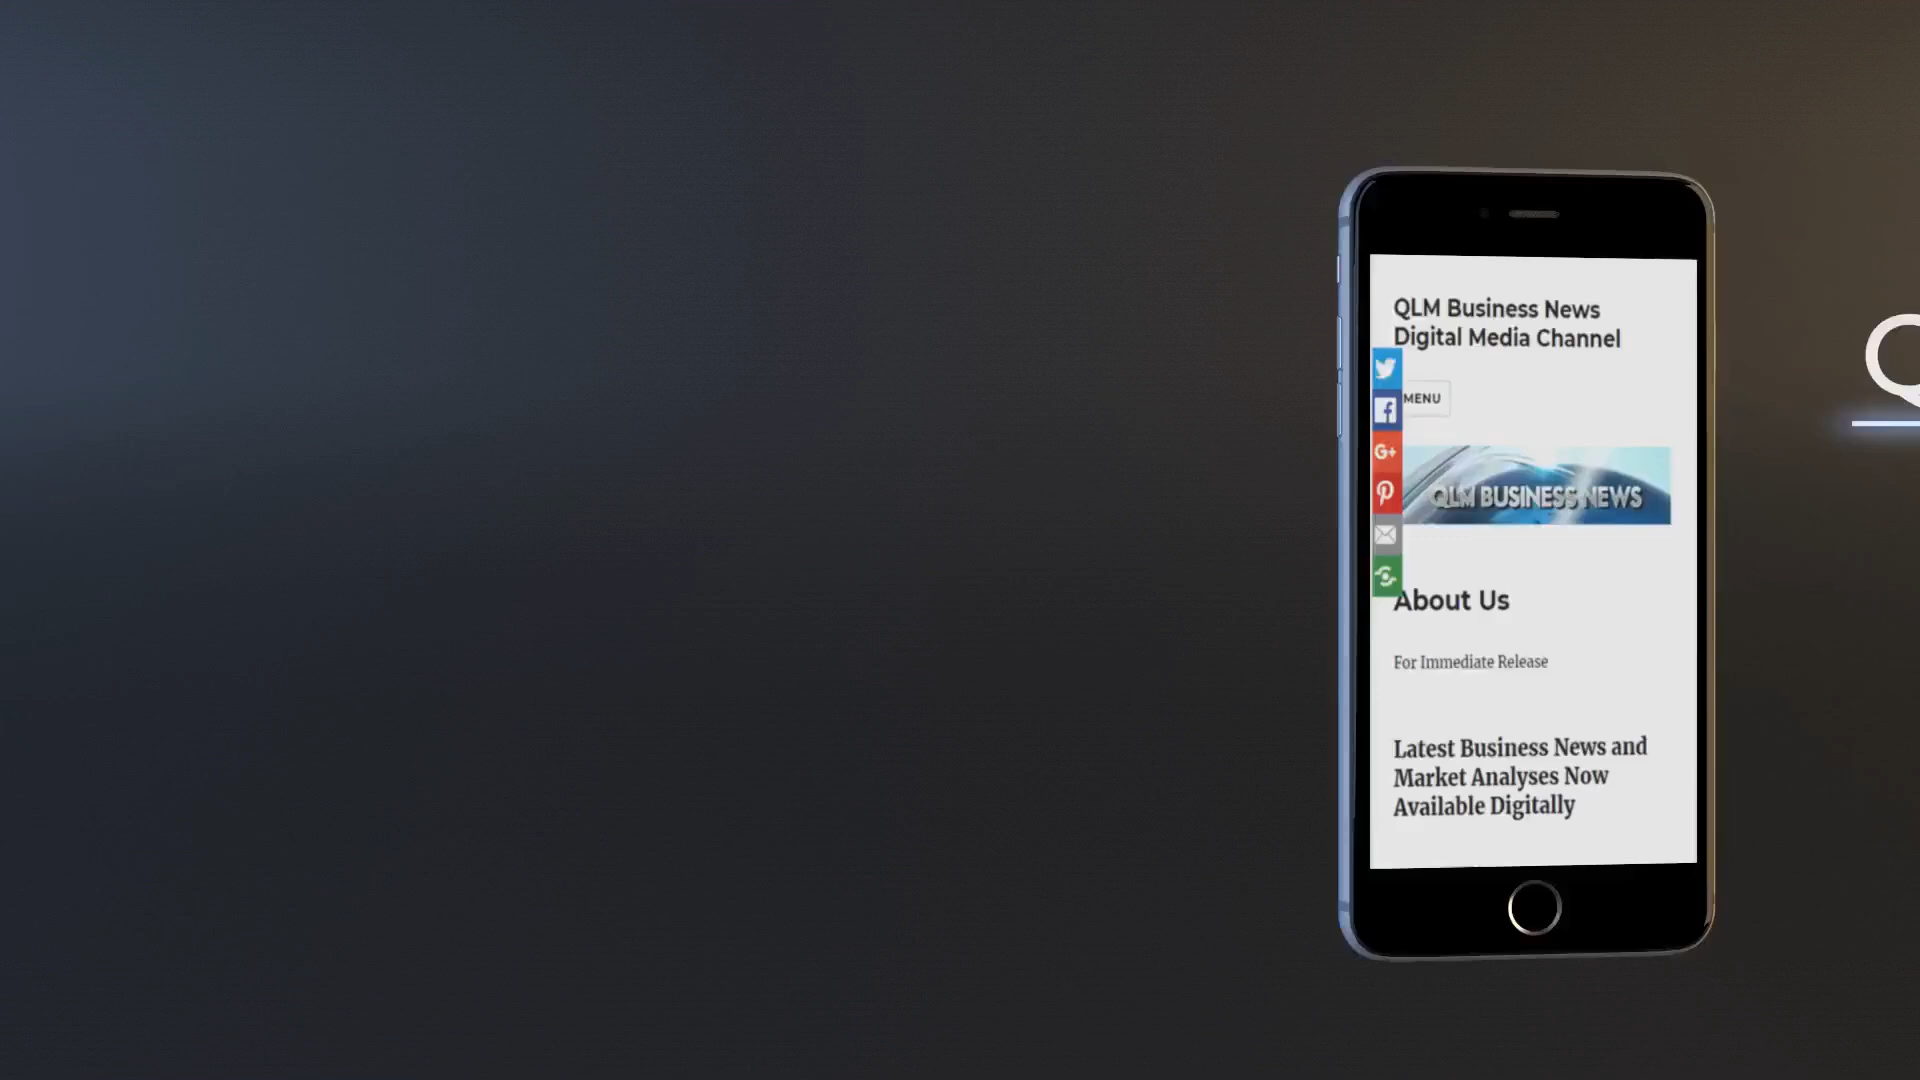 QLM Business News
Digital Media Channel
MENU
G+
QLM BUSINESS NEWS
About Us
For Immediate Release
Latest Business News and
Market Analyses Now
Available Digitally
Q